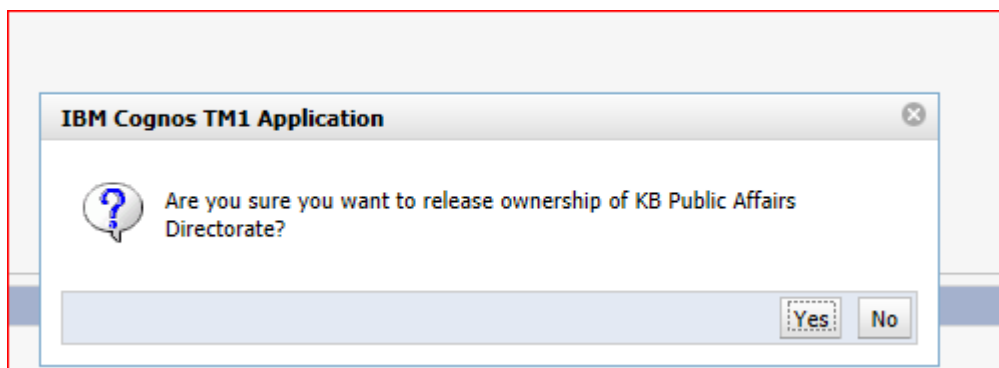 IBM Cognos TM1 Application
Are you sure you want to release ownership of KB Public Affairs
Directorate?
Yes No